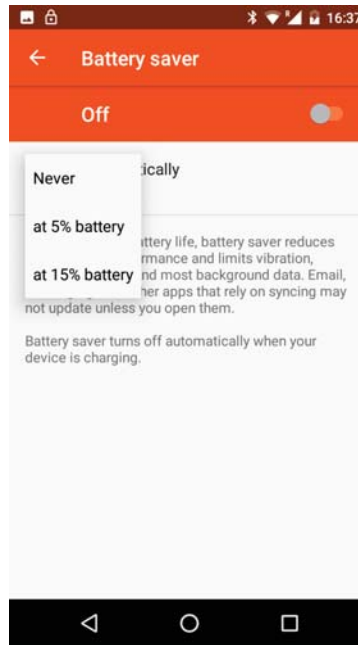 16:37
Battery saver
Off
ically
Never
at 5% battery
attery life, battery saver reduces
at 15% battery
rmance and limits vibration,
nd most background data. Email,
her apps that rely on syncing may
not update unless you open them.
Battery saver turns off automatically when your
device is charging.